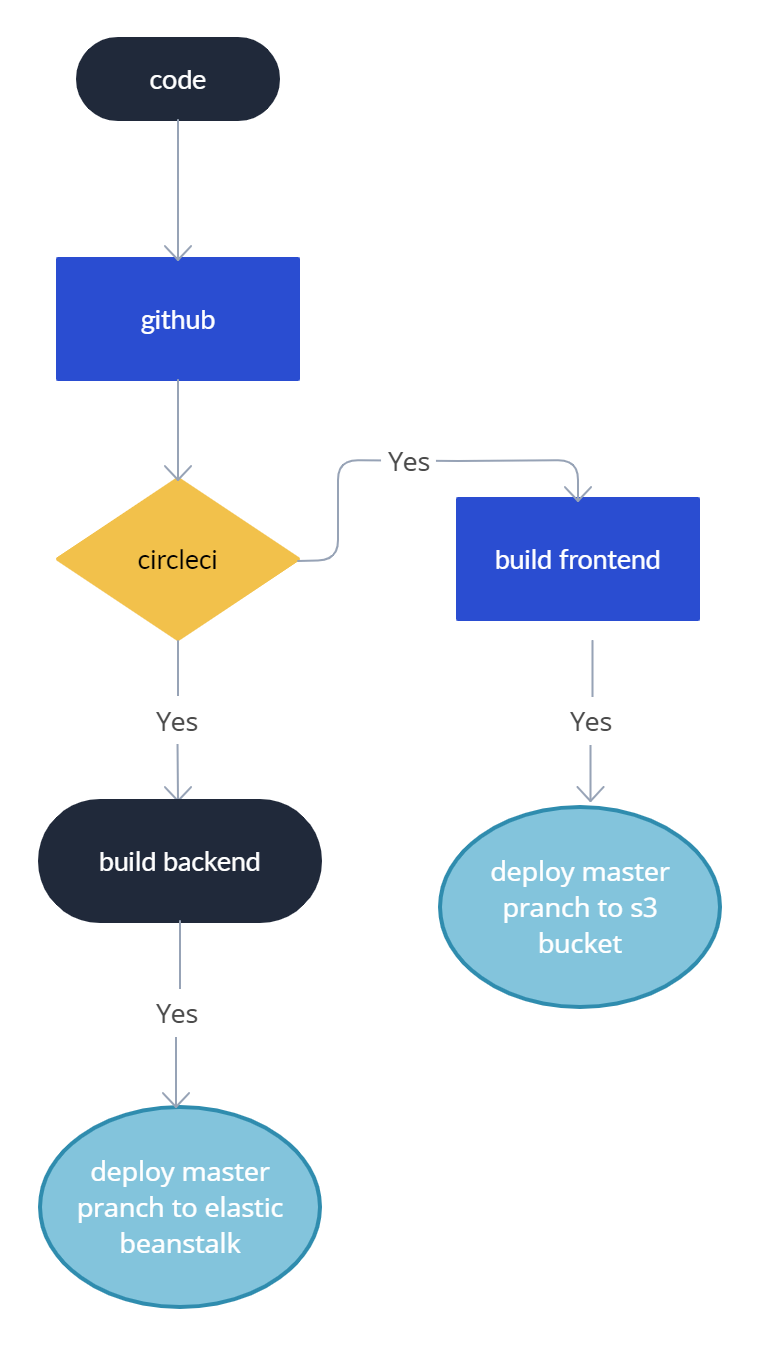 code
github
Yes
circleci
build frontend
Yes
Yes
build backend
deploy master
pranch to s3
bucket
Yes
deploy master
pranch to elastic
beanstalk